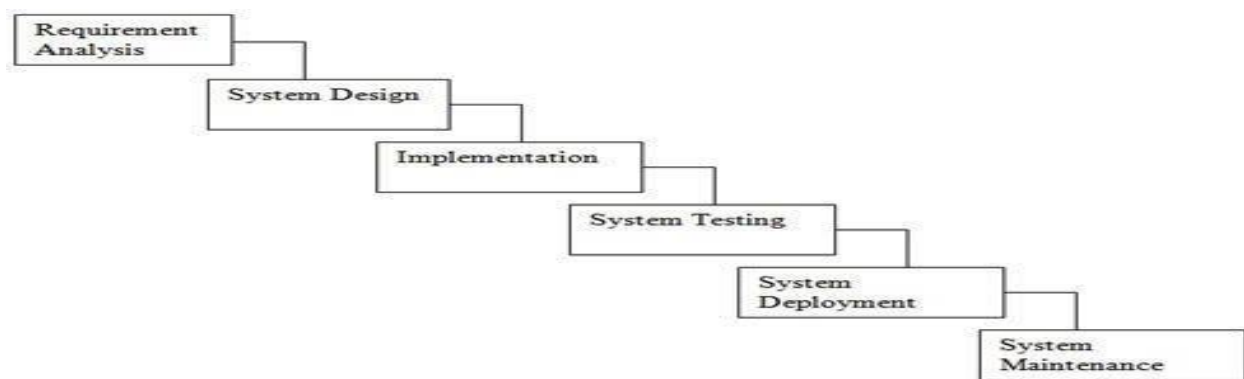 Requirement
Analysis
System Design
Implementation
System Testing
System
Deployment
System
Maintenance